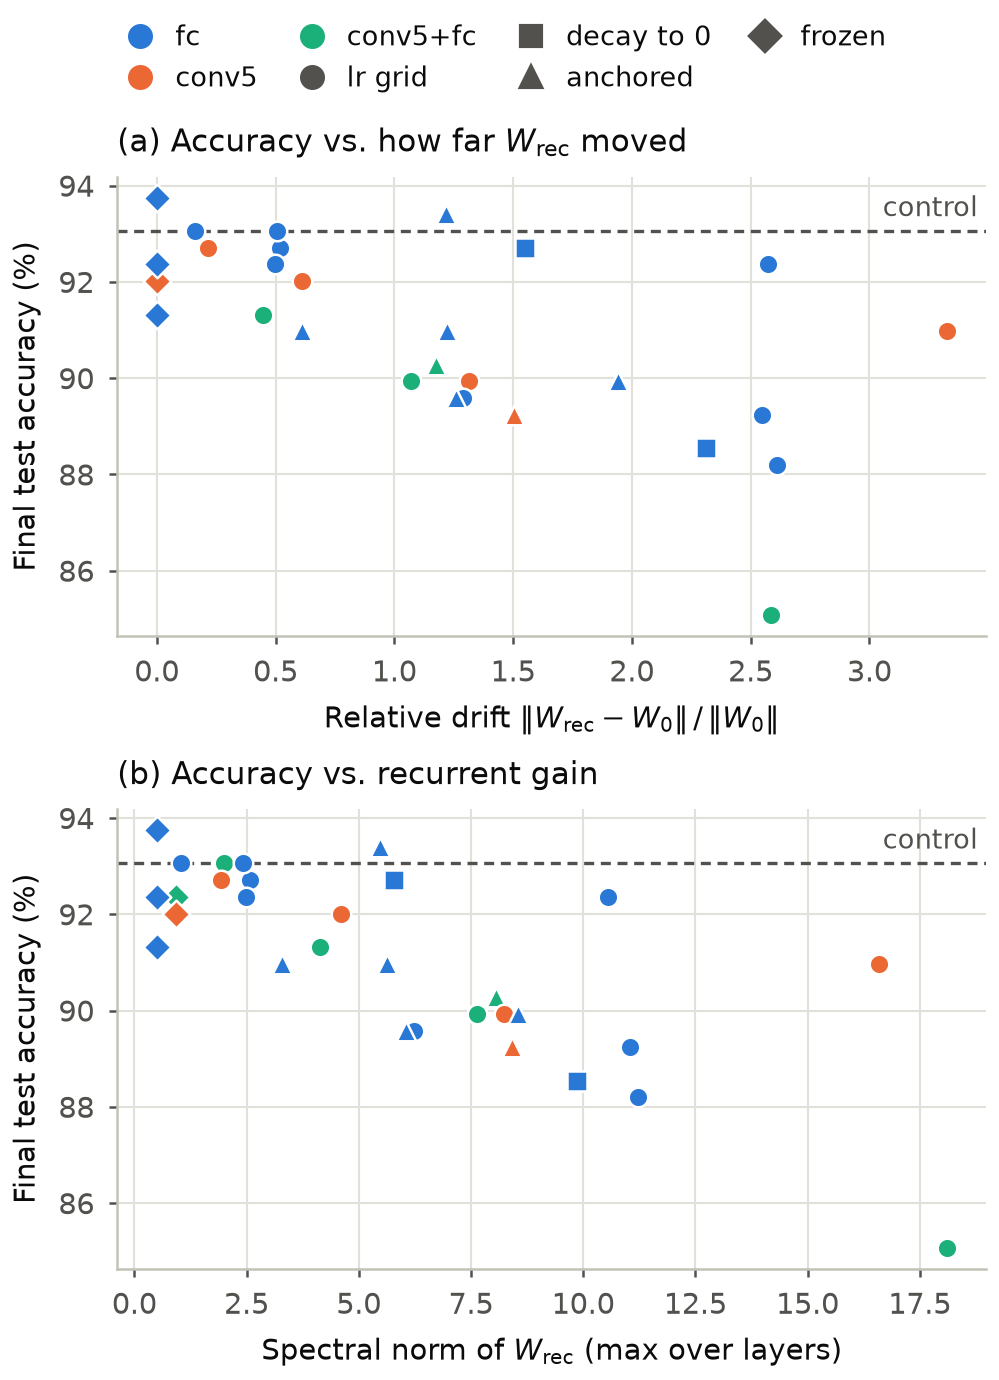 fc conv5+fc decay to 0 frozen
conv5 lr grid anchored
(a) Accuracy vs. how far W_rec moved
94
control
92
90
88
86
Final test accuracy (%)
0.0 0.5 1.0 1.5 2.0 2.5 3.0
Relative drift ‖W_rec − W_0‖ / ‖W_0‖
(b) Accuracy vs. recurrent gain
94
control
92
90
88
86
Final test accuracy (%)
0.0 2.5 5.0 7.5 10.0 12.5 15.0 17.5
Spectral norm of W_rec (max over layers)